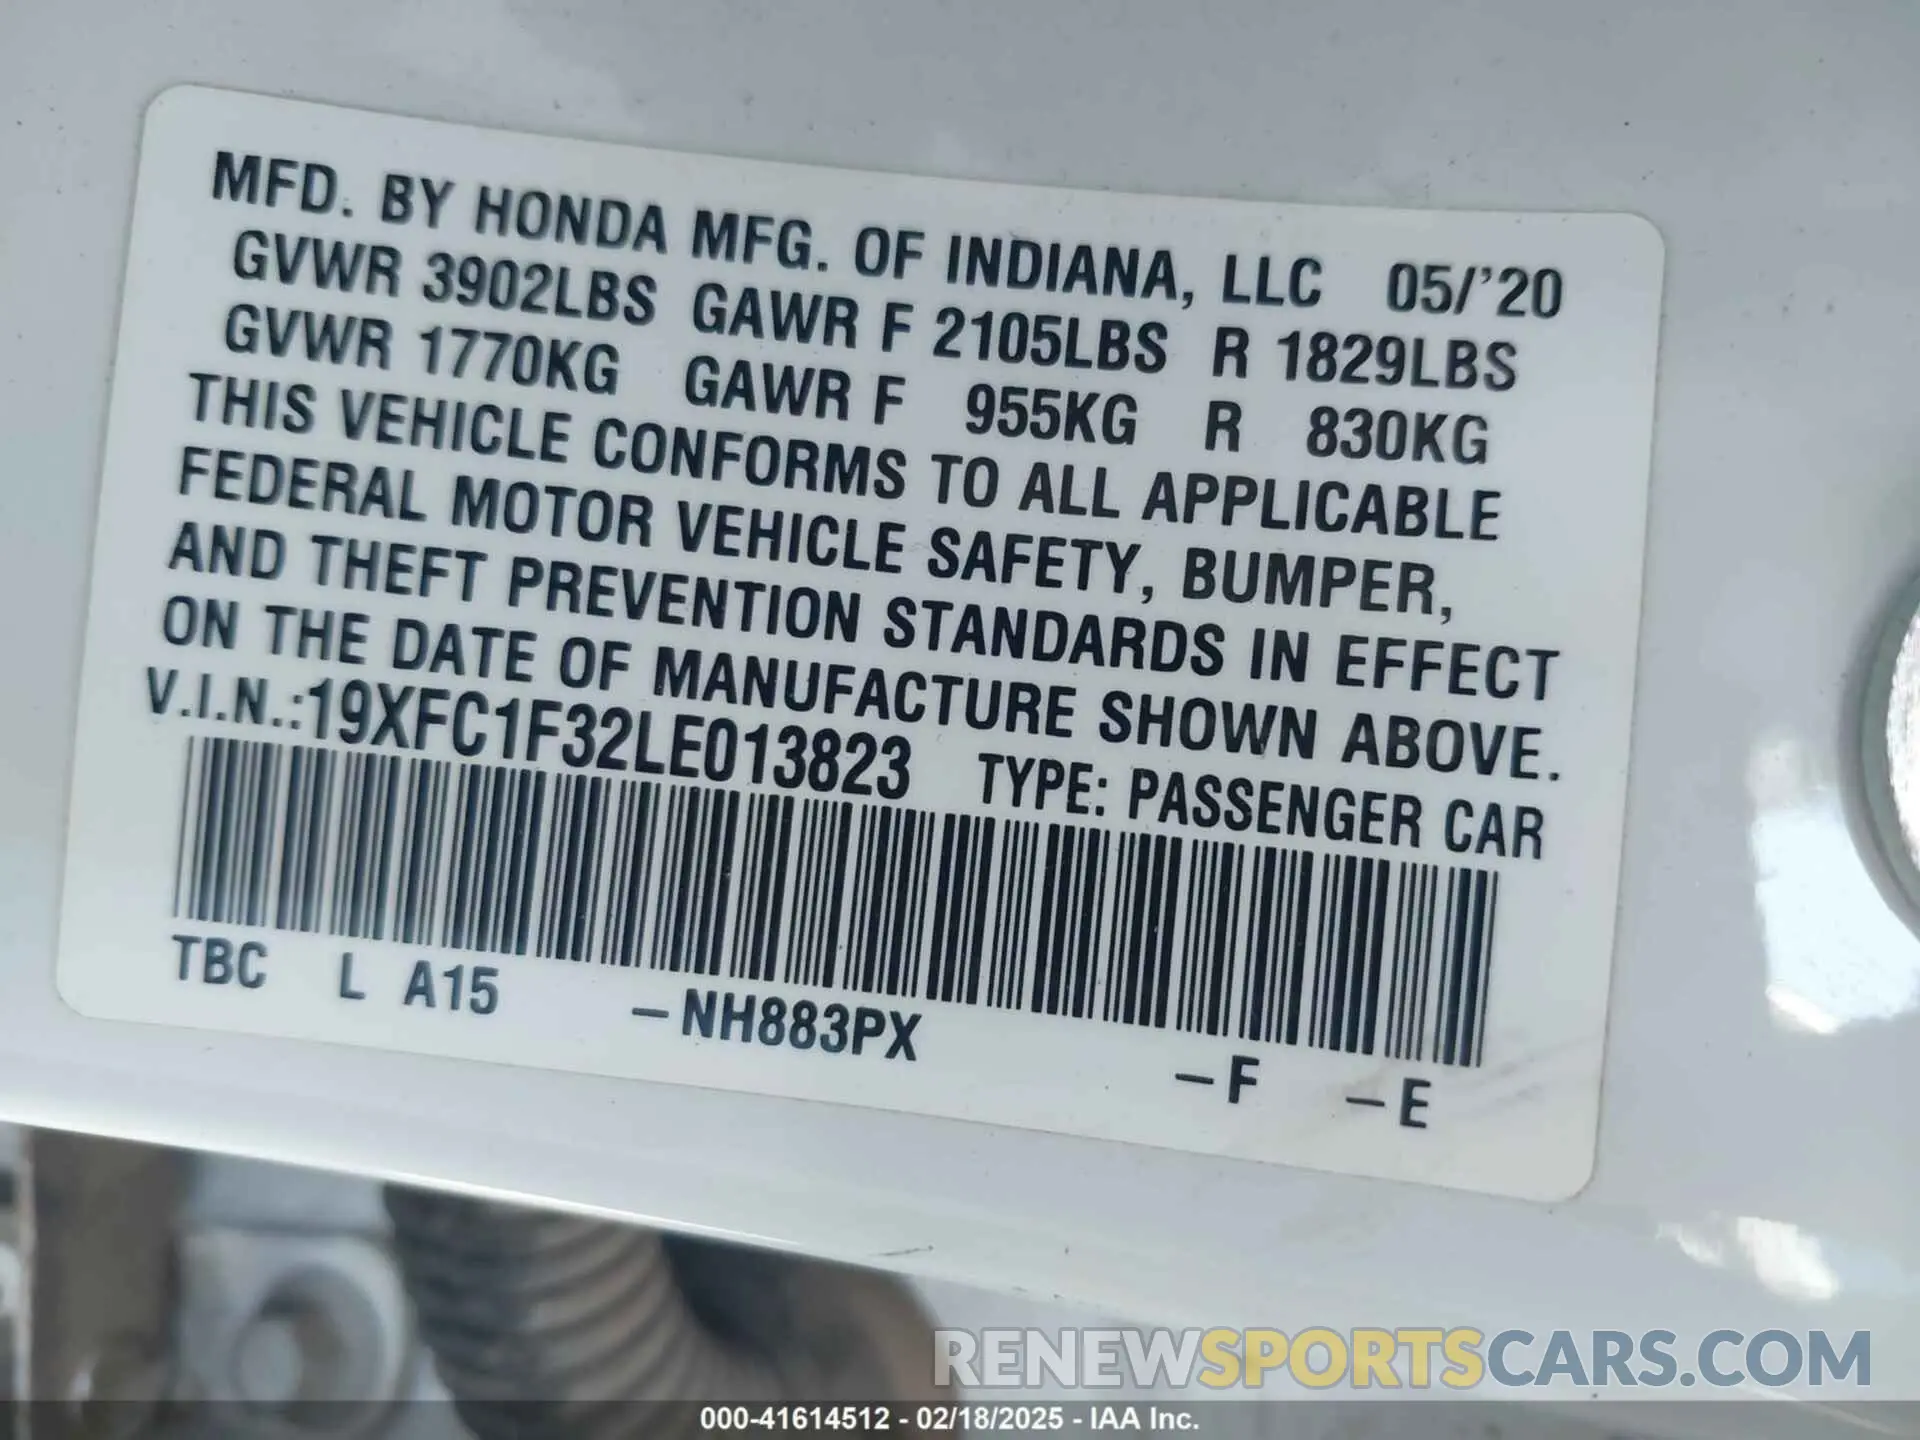 MFD. BY HONDA MFG. OF INDIANA, LLC 05/'20
GVWR 3902LBS GAWR F 2105LBS R 1829LBS
GVWR 1770KG GAWR F 955KG R 830KG
THIS VEHICLE CONFORMS TO ALL APPLICABLE
FEDERAL MOTOR VEHICLE SAFETY, BUMPER,
AND THEFT PREVENTION STANDARDS IN EFFECT
ON THE DATE OF MANUFACTURE SHOWN ABOVE.
V.I.N.:19XFC1F32LE013823 TYPE: PASSENGER CAR
TBC L A15 -NH883PX -F -E
RENEWSPORTSCARS.COM
000-41614512 - 02/18/2025 - IAA Inc.